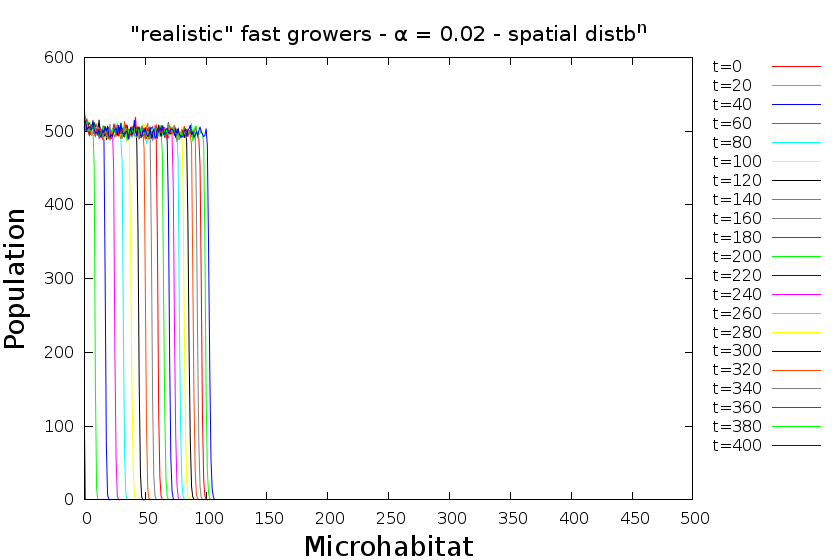 "realistic" fast growers - α = 0.02 - spatial distbⁿ
600
500
400
300
200
100
0
Population
0 50 100 150 200 250 300 350 400 450 500
Microhabitat
t=0
t=20
t=40
t=60
t=80
t=100
t=120
t=140
t=160
t=180
t=200
t=220
t=240
t=260
t=280
t=300
t=320
t=340
t=360
t=380
t=400